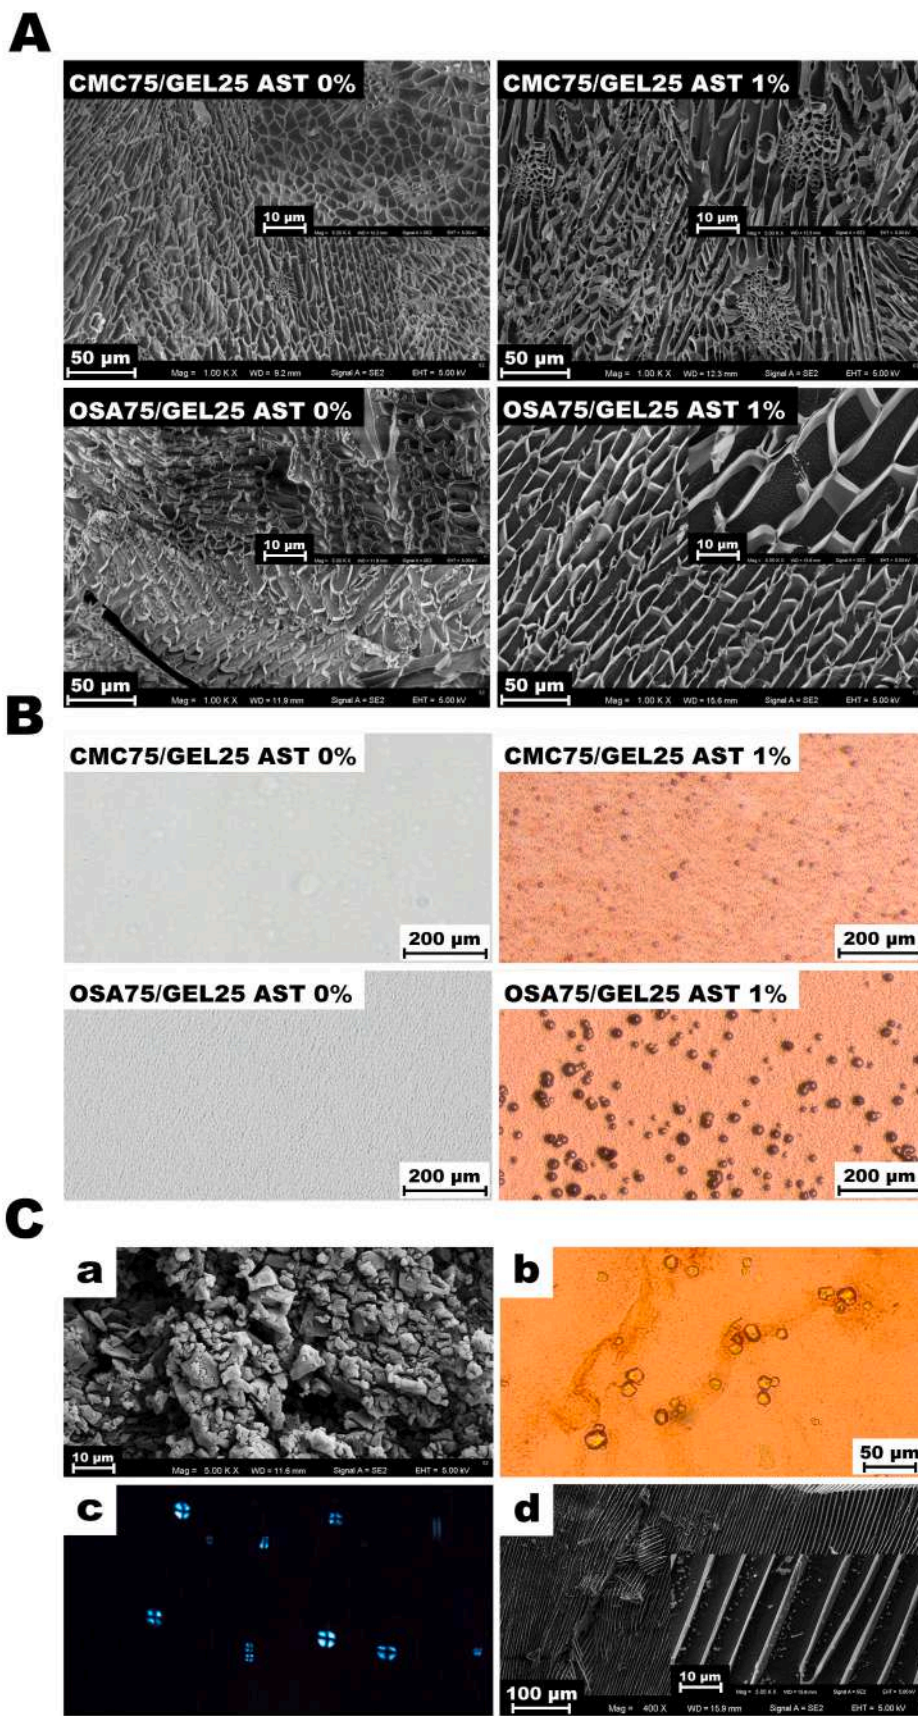 A
CMC75/GEL25 AST 0%
10 µm
50 µm
Mag = 1.00 K X WD = 9.2 mm Signal A = SE2 EHT = 5.00 kV
CMC75/GEL25 AST 1%
10 µm
50 µm
Mag = 1.00 K X WD = 12.3 mm Signal A = SE2 EHT = 5.00 kV
OSA75/GEL25 AST 0%
10 µm
50 µm
Mag = 1.00 K X WD = 11.9 mm Signal A = SE2 EHT = 5.00 kV
OSA75/GEL25 AST 1%
10 µm
50 µm
Mag = 1.00 K X WD = 15.6 mm Signal A = SE2 EHT = 5.00 kV
B
CMC75/GEL25 AST 0%
200 µm
CMC75/GEL25 AST 1%
200 µm
OSA75/GEL25 AST 0%
200 µm
OSA75/GEL25 AST 1%
200 µm
C
a
10 µm
Mag = 5.00 K X WD = 11.6 mm Signal A = SE2 EHT = 5.00 kV
b
50 µm
c
d
10 µm
100 µm
Mag = 400 X WD = 15.9 mm Signal A = SE2 EHT = 5.00 kV